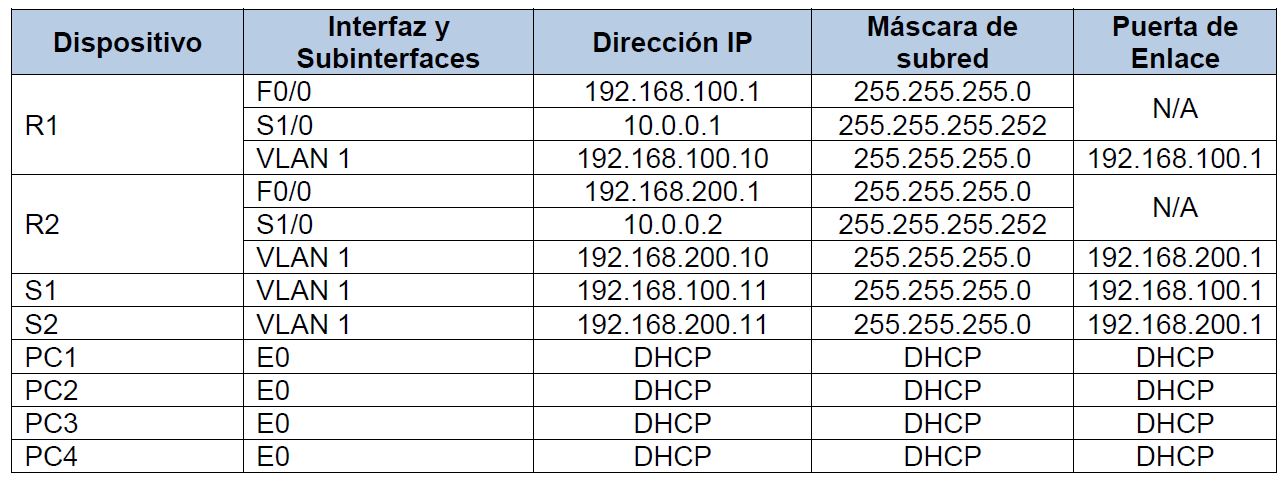 Dispositivo Interfaz y Subinterfaces Dirección IP Máscara de subred Puerta de Enlace
R1 F0/0 192.168.100.1 255.255.255.0 N/A
S1/0 10.0.0.1 255.255.255.252
VLAN 1 192.168.100.10 255.255.255.0 192.168.100.1
R2 F0/0 192.168.200.1 255.255.255.0 N/A
S1/0 10.0.0.2 255.255.255.252
VLAN 1 192.168.200.10 255.255.255.0 192.168.200.1
S1 VLAN 1 192.168.100.11 255.255.255.0 192.168.100.1
S2 VLAN 1 192.168.200.11 255.255.255.0 192.168.200.1
PC1 E0 DHCP DHCP DHCP
PC2 E0 DHCP DHCP DHCP
PC3 E0 DHCP DHCP DHCP
PC4 E0 DHCP DHCP DHCP